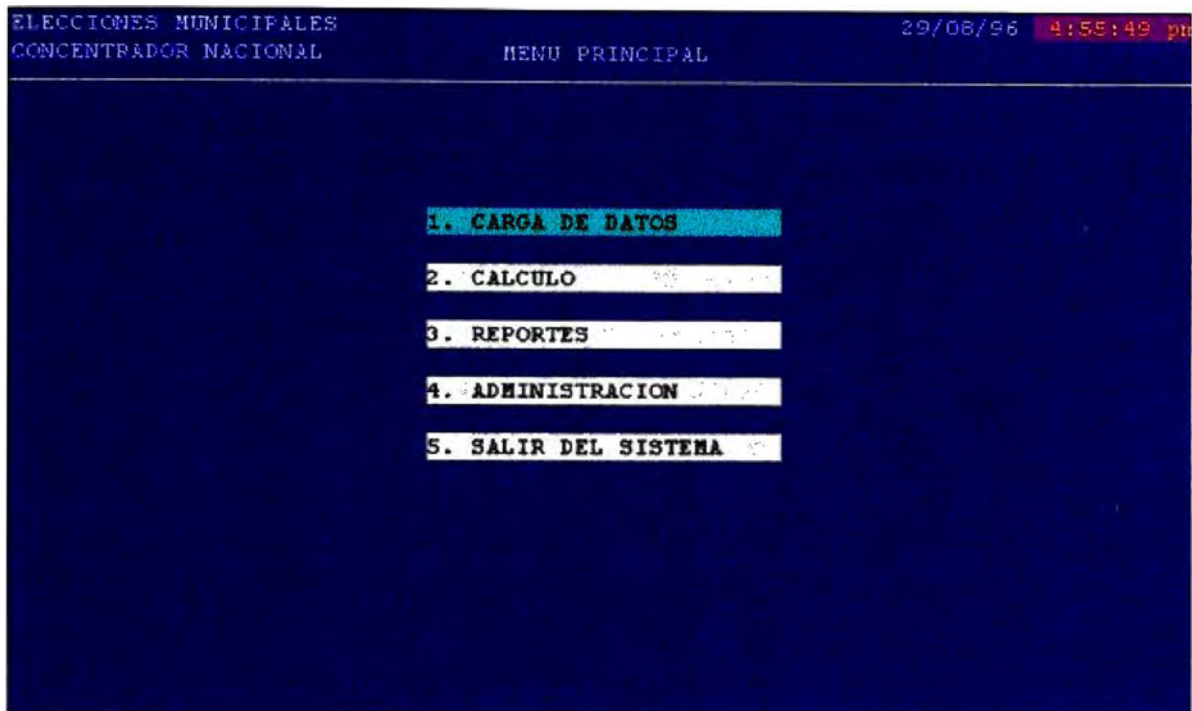 ELECCIONES MUNICIPALES
29/08/96 4:55:49 pm
CONCENTRADOR NACIONAL
MENU PRINCIPAL
1. CARGA DE DATOS
2. CALCULO
3. REPORTES
4. ADMINISTRACION
5. SALIR DEL SISTEMA